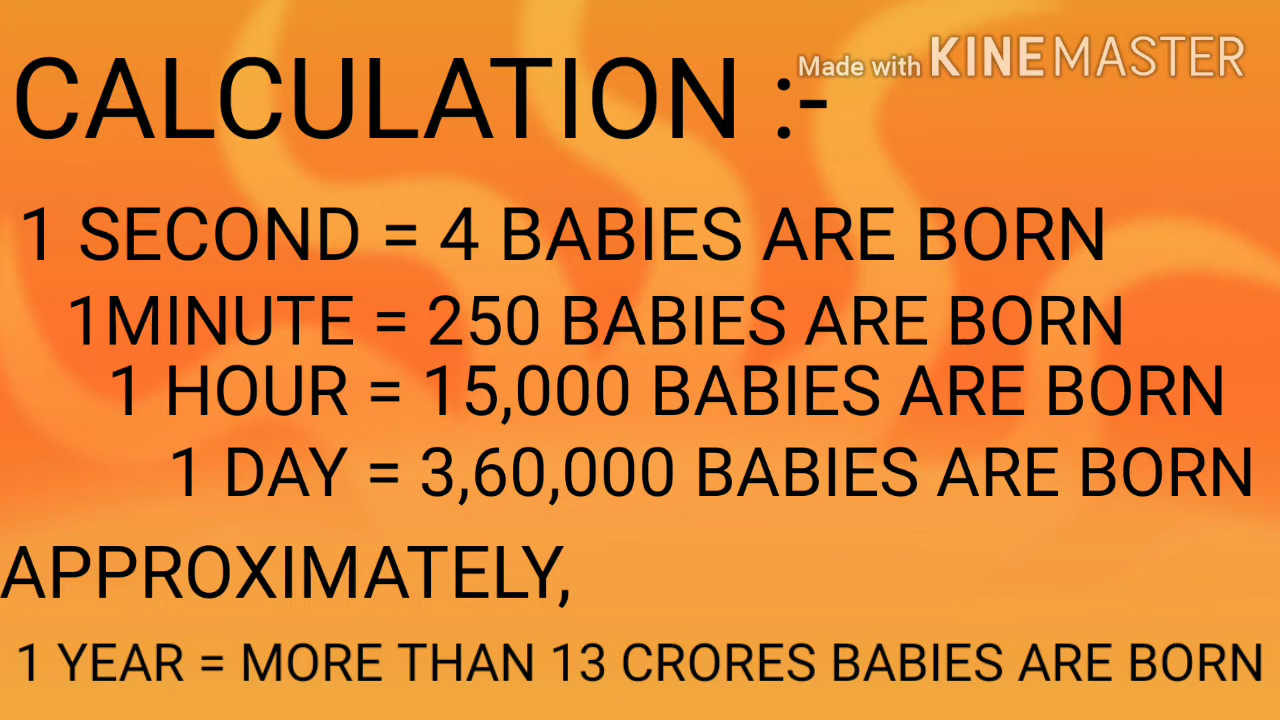 Made with KINEMASTER
CALCULATION :-
1 SECOND = 4 BABIES ARE BORN
1MINUTE = 250 BABIES ARE BORN
1 HOUR = 15,000 BABIES ARE BORN
1 DAY = 3,60,000 BABIES ARE BORN
APPROXIMATELY,
1 YEAR = MORE THAN 13 CRORES BABIES ARE BORN